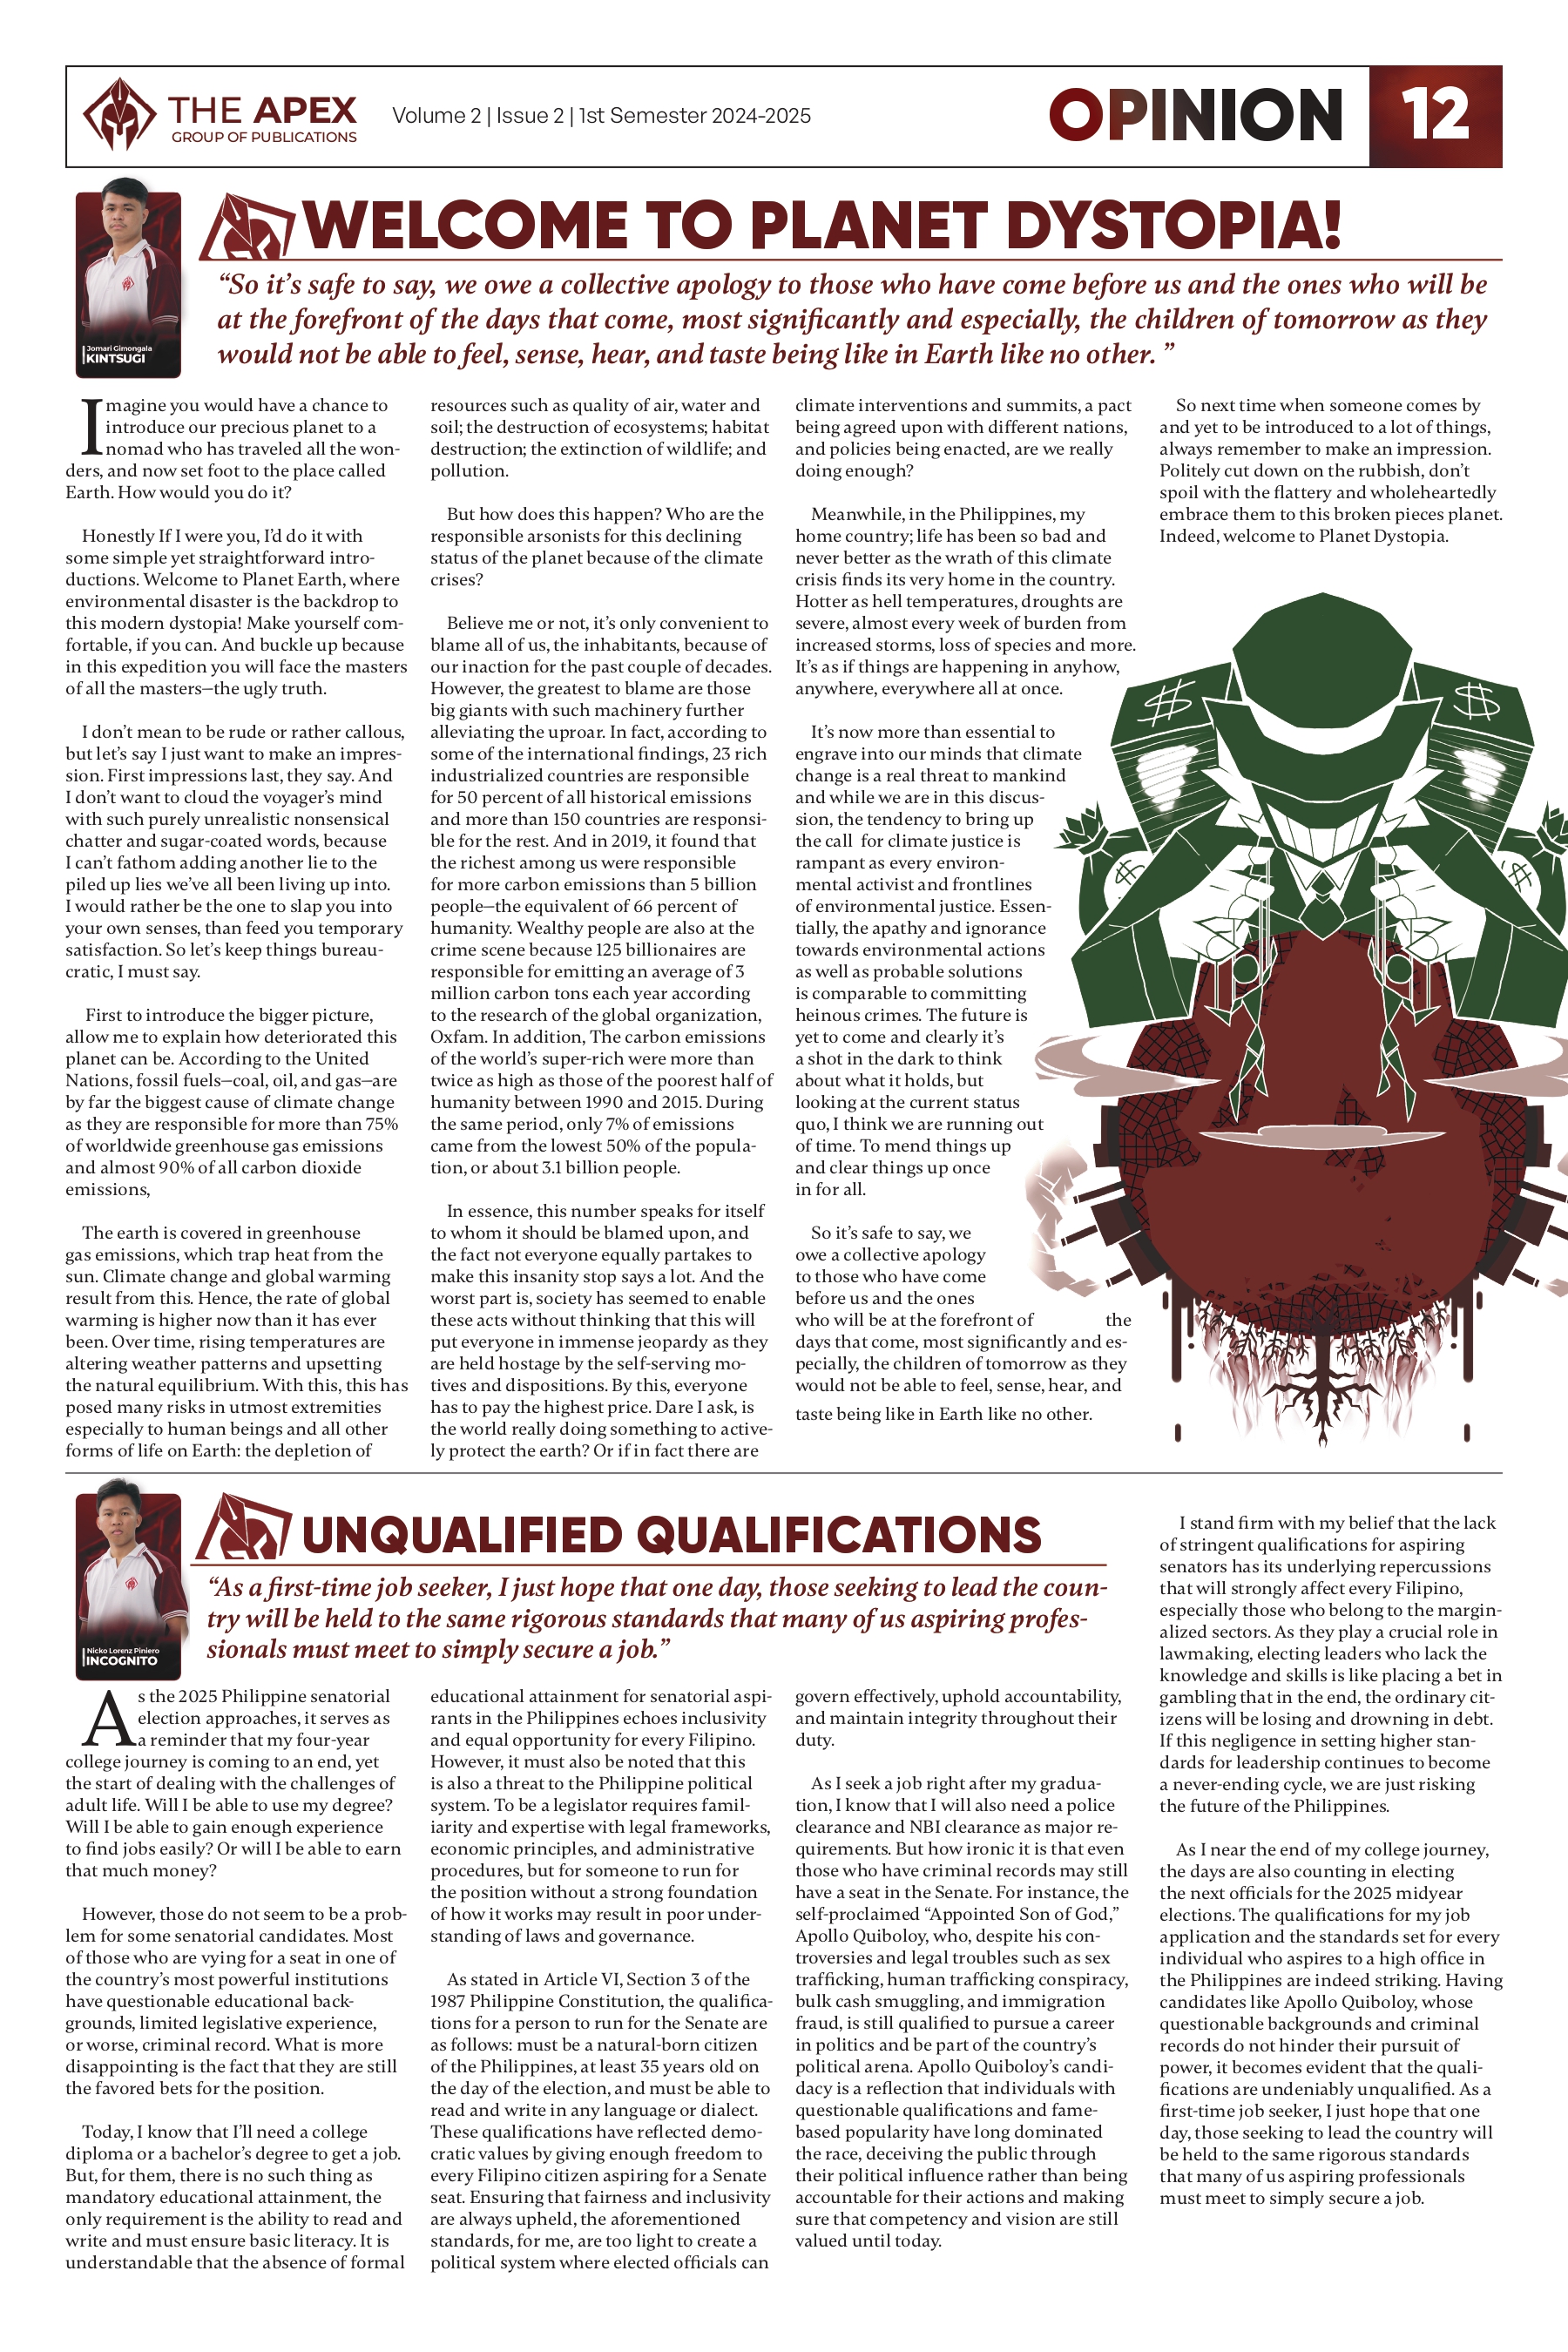 THE APEX
GROUP OF PUBLICATIONS
Volume 2 | Issue 2 | 1st Semester 2024-2025
OPINION
12
Jomari Gimongala
KINTSUGI
WELCOME TO PLANET DYSTOPIA!
“So it’s safe to say, we owe a collective apology to those who have come before us and the ones who will be
at the forefront of the days that come, most significantly and especially, the children of tomorrow as they
would not be able to feel, sense, hear, and taste being like in Earth like no other. ”
Imagine you would have a chance to
introduce our precious planet to a
nomad who has traveled all the won-
ders, and now set foot to the place called
Earth. How would you do it?
Honestly If I were you, I’d do it with
some simple yet straightforward intro-
ductions. Welcome to Planet Earth, where
environmental disaster is the backdrop to
this modern dystopia! Make yourself com-
fortable, if you can. And buckle up because
in this expedition you will face the masters
of all the masters—the ugly truth.
I don’t mean to be rude or rather callous,
but let’s say I just want to make an impres-
sion. First impressions last, they say. And
I don’t want to cloud the voyager’s mind
with such purely unrealistic nonsensical
chatter and sugar-coated words, because
I can’t fathom adding another lie to the
piled up lies we’ve all been living up into.
I would rather be the one to slap you into
your own senses, than feed you temporary
satisfaction. So let’s keep things bureau-
cratic, I must say.
First to introduce the bigger picture,
allow me to explain how deteriorated this
planet can be. According to the United
Nations, fossil fuels—coal, oil, and gas—are
by far the biggest cause of climate change
as they are responsible for more than 75%
of worldwide greenhouse gas emissions
and almost 90% of all carbon dioxide
emissions,
The earth is covered in greenhouse
gas emissions, which trap heat from the
sun. Climate change and global warming
result from this. Hence, the rate of global
warming is higher now than it has ever
been. Over time, rising temperatures are
altering weather patterns and upsetting
the natural equilibrium. With this, this has
posed many risks in utmost extremities
especially to human beings and all other
forms of life on Earth: the depletion of
resources such as quality of air, water and
soil; the destruction of ecosystems; habitat
destruction; the extinction of wildlife; and
pollution.
But how does this happen? Who are the
responsible arsonists for this declining
status of the planet because of the climate
crises?
Believe me or not, it’s only convenient to
blame all of us, the inhabitants, because of
our inaction for the past couple of decades.
However, the greatest to blame are those
big giants with such machinery further
alleviating the uproar. In fact, according to
some of the international findings, 23 rich
industrialized countries are responsible
for 50 percent of all historical emissions
and more than 150 countries are responsi-
ble for the rest. And in 2019, it found that
the richest among us were responsible
for more carbon emissions than 5 billion
people—the equivalent of 66 percent of
humanity. Wealthy people are also at the
crime scene because 125 billionaires are
responsible for emitting an average of 3
million carbon tons each year according
to the research of the global organization,
Oxfam. In addition, The carbon emissions
of the world’s super-rich were more than
twice as high as those of the poorest half of
humanity between 1990 and 2015. During
the same period, only 7% of emissions
came from the lowest 50% of the popula-
tion, or about 3.1 billion people.
In essence, this number speaks for itself
to whom it should be blamed upon, and
the fact not everyone equally partakes to
make this insanity stop says a lot. And the
worst part is, society has seemed to enable
these acts without thinking that this will
put everyone in immense jeopardy as they
are held hostage by the self-serving mo-
tives and dispositions. By this, everyone
has to pay the highest price. Dare I ask, is
the world really doing something to active-
ly protect the earth? Or if in fact there are
climate interventions and summits, a pact
being agreed upon with different nations,
and policies being enacted, are we really
doing enough?
Meanwhile, in the Philippines, my
home country; life has been so bad and
never better as the wrath of this climate
crisis finds its very home in the country.
Hotter as hell temperatures, droughts are
severe, almost every week of burden from
increased storms, loss of species and more.
It’s as if things are happening in anyhow,
anywhere, everywhere all at once.
It’s now more than essential to
engrave into our minds that climate
change is a real threat to mankind
and while we are in this discus-
sion, the tendency to bring up
the call for climate justice is
rampant as every environ-
mental activist and frontlines
of environmental justice. Essen-
tially, the apathy and ignorance
towards environmental actions
as well as probable solutions
is comparable to committing
heinous crimes. The future is
yet to come and clearly it’s
a shot in the dark to think
about what it holds, but
looking at the current status
quo, I think we are running out
of time. To mend things up
and clear things up once
in for all.
So it’s safe to say, we
owe a collective apology
to those who have come
before us and the ones
who will be at the forefront of the
days that come, most significantly and es-
pecially, the children of tomorrow as they
would not be able to feel, sense, hear, and
taste being like in Earth like no other.
So next time when someone comes by
and yet to be introduced to a lot of things,
always remember to make an impression.
Politely cut down on the rubbish, don’t
spoil with the flattery and wholeheartedly
embrace them to this broken pieces planet.
Indeed, welcome to Planet Dystopia.
$ $
$ $
Nicko Lorenz Piniero
INCOGNITO
UNQUALIFIED QUALIFICATIONS
“As a first-time job seeker, I just hope that one day, those seeking to lead the coun-
try will be held to the same rigorous standards that many of us aspiring profes-
sionals must meet to simply secure a job.”
As the 2025 Philippine senatorial
election approaches, it serves as
a reminder that my four-year
college journey is coming to an end, yet
the start of dealing with the challenges of
adult life. Will I be able to use my degree?
Will I be able to gain enough experience
to find jobs easily? Or will I be able to earn
that much money?
However, those do not seem to be a prob-
lem for some senatorial candidates. Most
of those who are vying for a seat in one of
the country’s most powerful institutions
have questionable educational back-
grounds, limited legislative experience,
or worse, criminal record. What is more
disappointing is the fact that they are still
the favored bets for the position.
Today, I know that I’ll need a college
diploma or a bachelor’s degree to get a job.
But, for them, there is no such thing as
mandatory educational attainment, the
only requirement is the ability to read and
write and must ensure basic literacy. It is
understandable that the absence of formal
educational attainment for senatorial aspi-
rants in the Philippines echoes inclusivity
and equal opportunity for every Filipino.
However, it must also be noted that this
is also a threat to the Philippine political
system. To be a legislator requires famil-
iarity and expertise with legal frameworks,
economic principles, and administrative
procedures, but for someone to run for
the position without a strong foundation
of how it works may result in poor under-
standing of laws and governance.
As stated in Article VI, Section 3 of the
1987 Philippine Constitution, the qualifica-
tions for a person to run for the Senate are
as follows: must be a natural-born citizen
of the Philippines, at least 35 years old on
the day of the election, and must be able to
read and write in any language or dialect.
These qualifications have reflected demo-
cratic values by giving enough freedom to
every Filipino citizen aspiring for a Senate
seat. Ensuring that fairness and inclusivity
are always upheld, the aforementioned
standards, for me, are too light to create a
political system where elected officials can
govern effectively, uphold accountability,
and maintain integrity throughout their
duty.
As I seek a job right after my gradua-
tion, I know that I will also need a police
clearance and NBI clearance as major re-
quirements. But how ironic it is that even
those who have criminal records may still
have a seat in the Senate. For instance, the
self-proclaimed “Appointed Son of God,”
Apollo Quiboloy, who, despite his con-
troversies and legal troubles such as sex
trafficking, human trafficking conspiracy,
bulk cash smuggling, and immigration
fraud, is still qualified to pursue a career
in politics and be part of the country’s
political arena. Apollo Quiboloy’s candi-
dacy is a reflection that individuals with
questionable qualifications and fame-
based popularity have long dominated
the race, deceiving the public through
their political influence rather than being
accountable for their actions and making
sure that competency and vision are still
valued until today.
I stand firm with my belief that the lack
of stringent qualifications for aspiring
senators has its underlying repercussions
that will strongly affect every Filipino,
especially those who belong to the margin-
alized sectors. As they play a crucial role in
lawmaking, electing leaders who lack the
knowledge and skills is like placing a bet in
gambling that in the end, the ordinary cit-
izens will be losing and drowning in debt.
If this negligence in setting higher stan-
dards for leadership continues to become
a never-ending cycle, we are just risking
the future of the Philippines.
As I near the end of my college journey,
the days are also counting in electing
the next officials for the 2025 midyear
elections. The qualifications for my job
application and the standards set for every
individual who aspires to a high office in
the Philippines are indeed striking. Having
candidates like Apollo Quiboloy, whose
questionable backgrounds and criminal
records do not hinder their pursuit of
power, it becomes evident that the quali-
fications are undeniably unqualified. As a
first-time job seeker, I just hope that one
day, those seeking to lead the country will
be held to the same rigorous standards
that many of us aspiring professionals
must meet to simply secure a job.